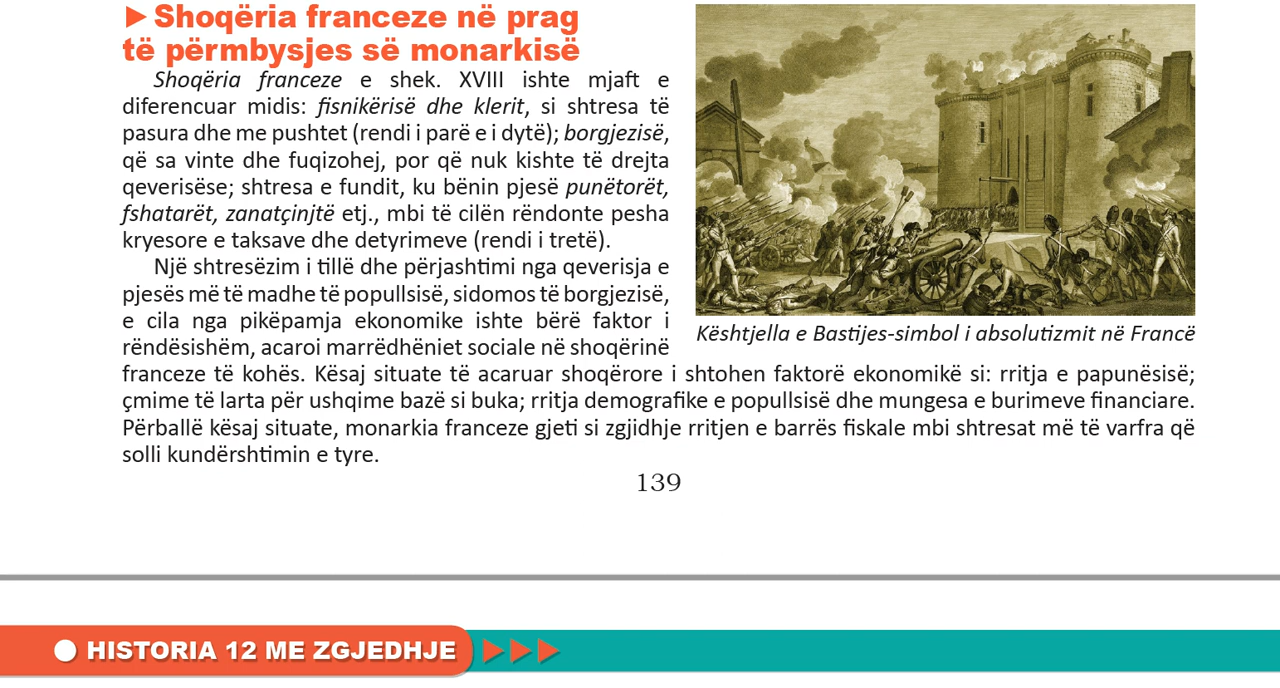 ►Shoqëria franceze në prag
të përmbysjes së monarkisë
Shoqëria franceze e shek. XVIII ishte mjaft e
diferencuar midis: fisnikërisë dhe klerit, si shtresa të
pasura dhe me pushtet (rendi i parë e i dytë); borgjezisë,
që sa vinte dhe fuqizohej, por që nuk kishte të drejta
qeverisëse; shtresa e fundit, ku bënin pjesë punëtorët,
fshatarët, zanatçinjtë etj., mbi të cilën rëndonte pesha
kryesore e taksave dhe detyrimeve (rendi i tretë).
Një shtresëzim i tillë dhe përjashtimi nga qeverisja e
pjesës më të madhe të popullsisë, sidomos të borgjezisë,
e cila nga pikëpamja ekonomike ishte bërë faktor i
rëndësishëm, acaroi marrëdhëniet sociale në shoqërinë
franceze të kohës. Kësaj situate të acaruar shoqërore i shtohen faktorë ekonomikë si: rritja e papunësisë;
çmime të larta për ushqime bazë si buka; rritja demografike e popullsisë dhe mungesa e burimeve financiare.
Përballë kësaj situate, monarkia franceze gjeti si zgjidhje rritjen e barrës fiskale mbi shtresat më të varfra që
solli kundërshtimin e tyre.
Kështjella e Bastijes-simbol i absolutizmit në Francë
139
HISTORIA 12 ME ZGJEDHJE